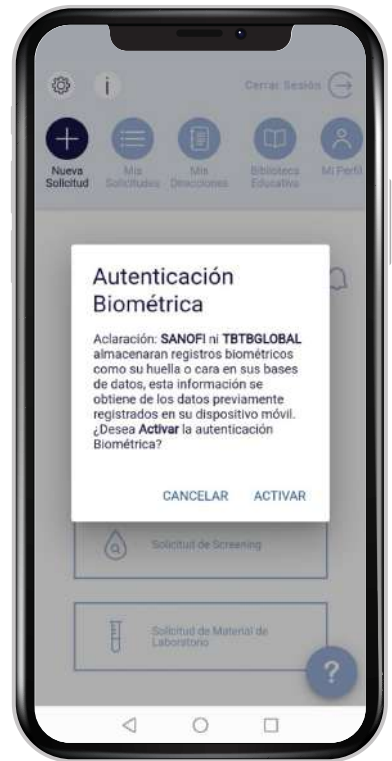 i
Cerrar Sesión
Nueva
Solicitud
Mis
Solicitudes
Mis
Direcciones
Biblioteca
Educativa
Mi Perfil
Autenticación
Biométrica
Aclaración: SANOFI ni TBTBGLOBAL
almacenaran registros biométricos
como su huella o cara en sus bases
de datos, esta información se
obtiene de los datos previamente
registrados en su dispositivo móvil.
¿Desea Activar la autenticación
Biométrica?
CANCELAR ACTIVAR
Solicitud de Screening
Solicitud de Material de
Laboratorio
?